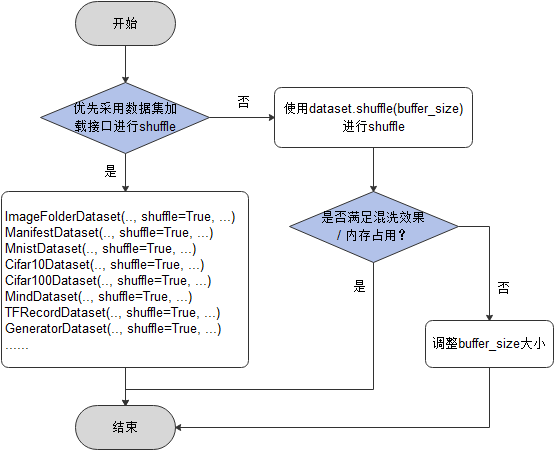 开始
优先采用数据集加
载接口进行shuffle
否
使用dataset.shuffle(buffer_size)
进行shuffle
是
ImageFolderDataset(.., shuffle=True, ...)
ManifestDataset(.., shuffle=True, ...)
MnistDataset(.., shuffle=True, ...)
Cifar10Dataset(.., shuffle=True, ...)
Cifar100Dataset(.., shuffle=True, ...)
MindDataset(.., shuffle=True, ...)
TFRecordDataset(.., shuffle=True, ...)
GeneratorDataset(.., shuffle=True, ...)
......
是否满足混洗效果
/ 内存占用？
是
否
调整buffer_size大小
结束